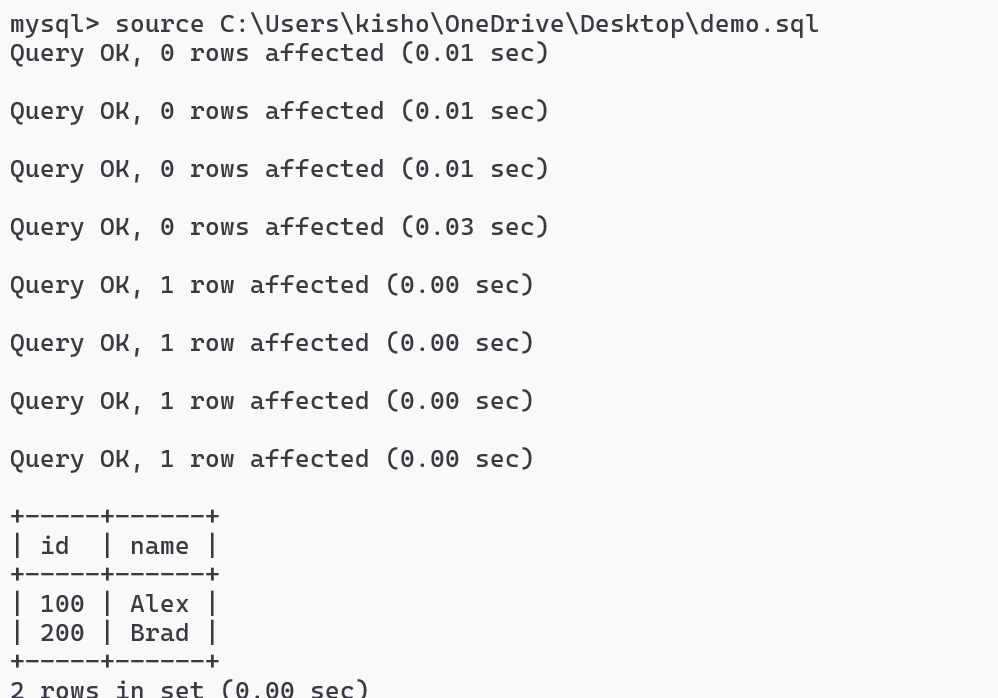 mysql> source C:\Users\kisho\OneDrive\Desktop\demo.sql
Query OK, 0 rows affected (0.01 sec)
Query OK, 0 rows affected (0.01 sec)
Query OK, 0 rows affected (0.01 sec)
Query OK, 0 rows affected (0.03 sec)
Query OK, 1 row affected (0.00 sec)
Query OK, 1 row affected (0.00 sec)
Query OK, 1 row affected (0.00 sec)
Query OK, 1 row affected (0.00 sec)
+-----+------+
| id  | name |
+-----+------+
| 100 | Alex |
| 200 | Brad |
+-----+------+
2 rows in set (0.00 sec)